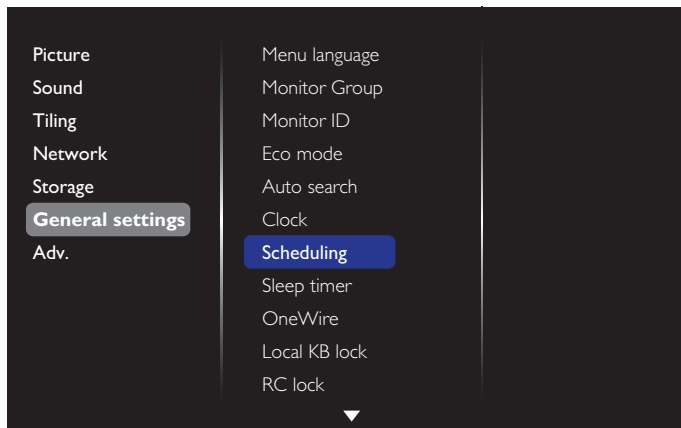 Picture
Sound
Tiling
Network
Storage
General settings
Adv.
Menu language
Monitor Group
Monitor ID
Eco mode
Auto search
Clock
Scheduling
Sleep timer
OneWire
Local KB lock
RC lock